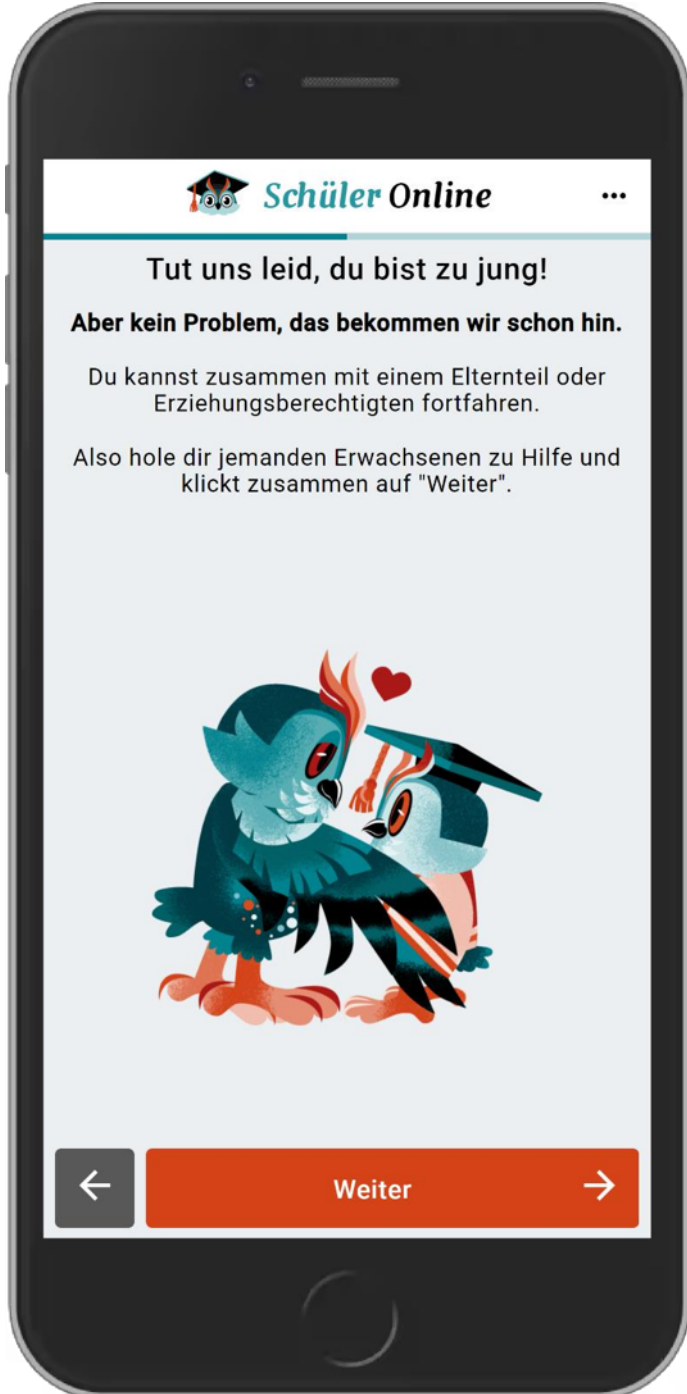 Schüler Online
Tut uns leid, du bist zu jung!
Aber kein Problem, das bekommen wir schon hin.
Du kannst zusammen mit einem Elternteil oder
Erziehungsberechtigten fortfahren.
Also hole dir jemanden Erwachsenen zu Hilfe und
klickt zusammen auf "Weiter".
Weiter